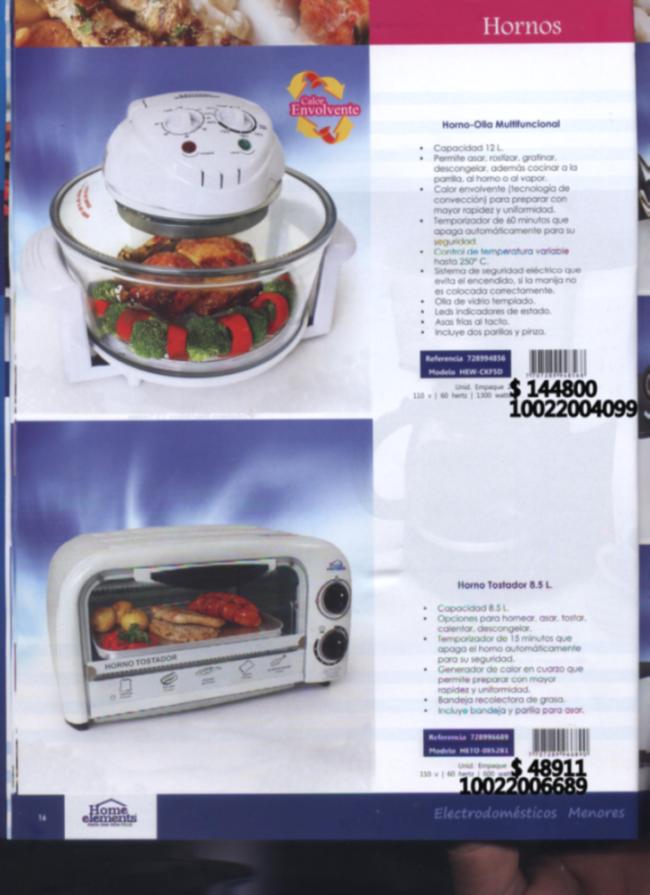 Hornos
Calor
Envolvente
Horno-Olla Multifuncional
• Capacidad 12 L.
• Permite asar, rostizar, gratinar,
descongelar, además cocinar a la
parrilla, al horno o al vapor.
• Calor envolvente (tecnología de
convección) para preparar con
mayor rapidez y uniformidad.
• Temporizador de 60 minutos que
apaga automáticamente para su
seguridad.
• Control de temperatura variable
hasta 250° C.
• Sistema de seguridad eléctrico que
evita el encendido, si la manija no
es colocada correctamente.
• Olla de vidrio templado.
• Leds indicadores de estado.
• Asas frías al tacto.
• Incluye dos parillas y pinza.
Referencia 728994856
Modelo HEW-CKF5D
Unid. Empaque
110 v | 60 hertz | 1300 watt
$ 144800
10022004099
HORNO TOSTADOR
Horno Tostador 8.5 L.
• Capacidad 8.5 L.
• Opciones para hornear, asar, tostar,
calentar, descongelar.
• Temporizador de 15 minutos que
apaga el horno automáticamente
para su seguridad.
• Generador de calor en cuarzo que
permite preparar con mayor
rapidez y uniformidad.
• Bandeja recolectora de grasa.
• Incluye bandeja y parilla para asar.
Referencia 728996689
Modelo HETO-08S2B1
Unid. Empaque
110 v | 60 hertz |
$ 48911
10022006689
16
Home
elements
Electrodomésticos Menores